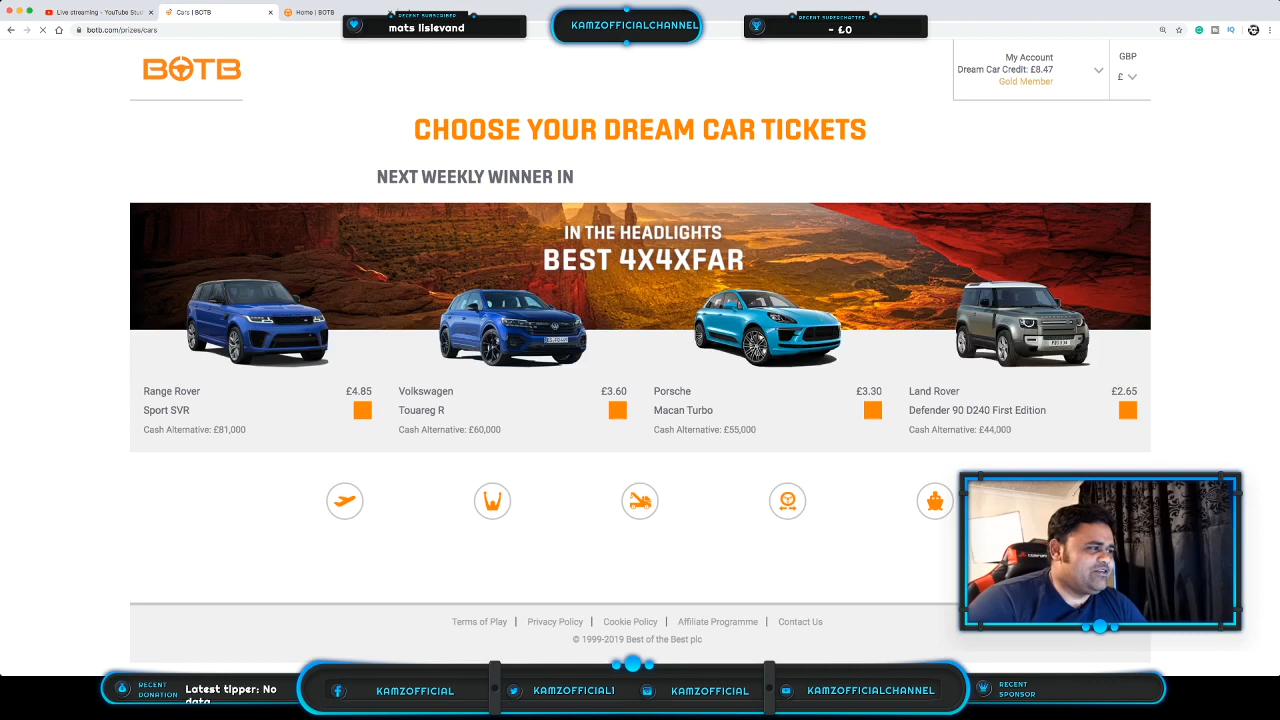 Live streaming - YouTube Stud
Cars | BOTB
Home | BOTB
botb.com/prizes/cars
RECENT SUBSCRIBER
mats lislevand
KAMZOFFICIALCHANNEL
RECENT SUPERCHATTER
- £0
BOTB
My Account
Dream Car Credit: £8.47
Gold Member
GBP
£
CHOOSE YOUR DREAM CAR TICKETS
NEXT WEEKLY WINNER IN
IN THE HEADLIGHTS
BEST 4X4XFAR
Range Rover £4.85
Sport SVR
Cash Alternative: £81,000
Volkswagen £3.60
Touareg R
Cash Alternative: £60,000
Porsche £3.30
Macan Turbo
Cash Alternative: £55,000
Land Rover £2.65
Defender 90 D240 First Edition
Cash Alternative: £44,000
Terms of Play | Privacy Policy | Cookie Policy | Affiliate Programme | Contact Us
© 1999-2019 Best of the Best plc
RECENT DONATION
Latest tipper: No data
KAMZOFFICIAL
KAMZOFFICIAL1
KAMZOFFICIAL
KAMZOFFICIALCHANNEL
RECENT SPONSOR